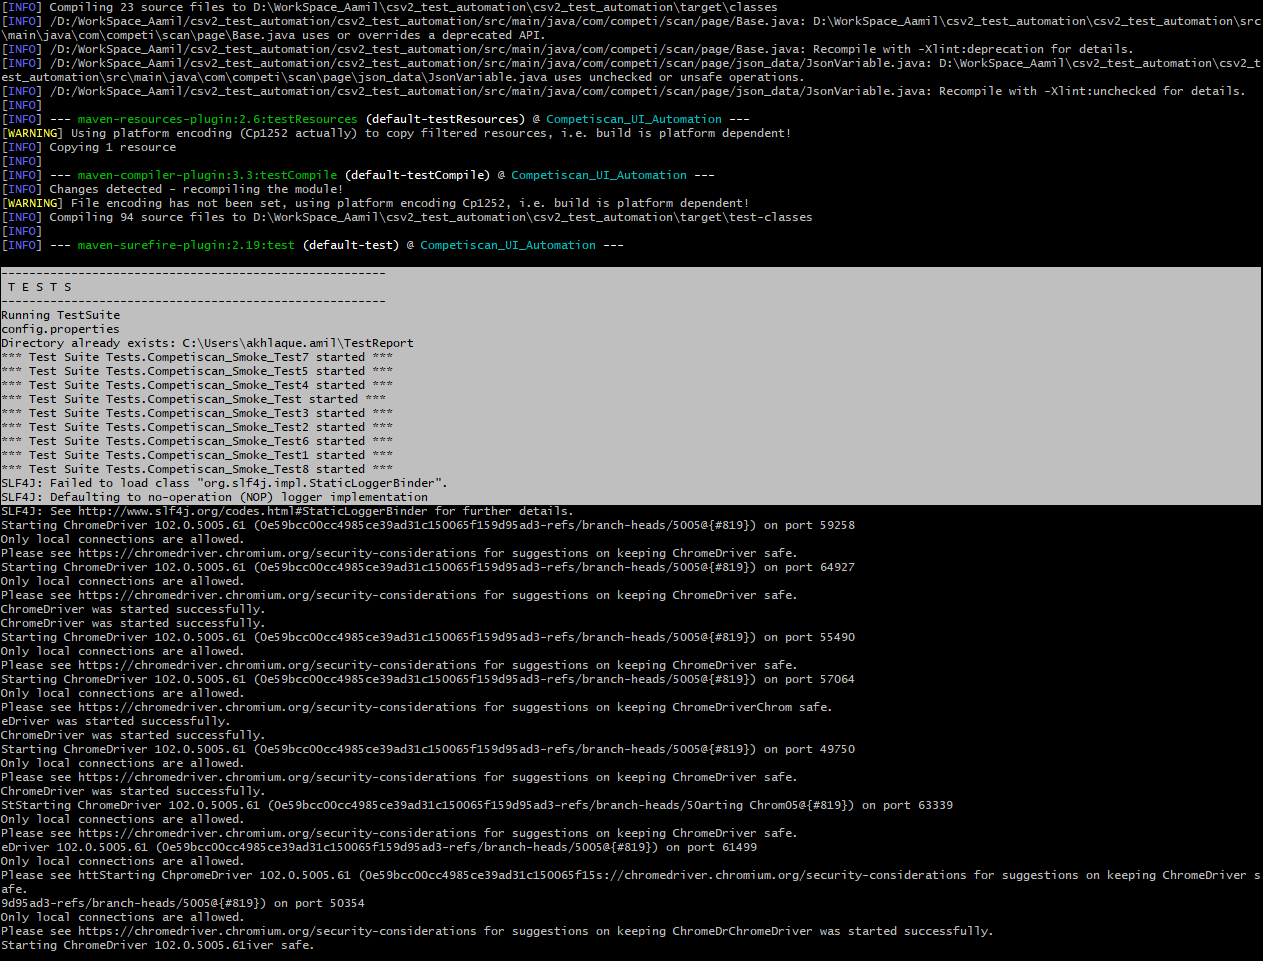 [INFO] Compiling 23 source files to D:\WorkSpace_Aamil\csv2_test_automation\csv2_test_automation\target\classes
[INFO] /D:/WorkSpace_Aamil/csv2_test_automation/csv2_test_automation/src/main/java/com/competi/scan/page/Base.java: D:\WorkSpace_Aamil\csv2_test_automation\csv2_test_automation\src
\main\java\com\competi\scan\page\Base.java uses or overrides a deprecated API.
[INFO] /D:/WorkSpace_Aamil/csv2_test_automation/csv2_test_automation/src/main/java/com/competi/scan/page/Base.java: Recompile with -Xlint:deprecation for details.
[INFO] /D:/WorkSpace_Aamil/csv2_test_automation/csv2_test_automation/src/main/java/com/competi/scan/page/json_data/JsonVariable.java: D:\WorkSpace_Aamil\csv2_test_automation\csv2_t
est_automation\src\main\java\com\competi\scan\page\json_data\JsonVariable.java uses unchecked or unsafe operations.
[INFO] /D:/WorkSpace_Aamil/csv2_test_automation/csv2_test_automation/src/main/java/com/competi/scan/page/json_data/JsonVariable.java: Recompile with -Xlint:unchecked for details.
[INFO]
[INFO] --- maven-resources-plugin:2.6:testResources (default-testResources) @ Competiscan_UI_Automation ---
[WARNING] Using platform encoding (Cp1252 actually) to copy filtered resources, i.e. build is platform dependent!
[INFO] Copying 1 resource
[INFO]
[INFO] --- maven-compiler-plugin:3.3:testCompile (default-testCompile) @ Competiscan_UI_Automation ---
[INFO] Changes detected - recompiling the module!
[WARNING] File encoding has not been set, using platform encoding Cp1252, i.e. build is platform dependent!
[INFO] Compiling 94 source files to D:\WorkSpace_Aamil\csv2_test_automation\csv2_test_automation\target\test-classes
[INFO]
[INFO] --- maven-surefire-plugin:2.19:test (default-test) @ Competiscan_UI_Automation ---
-------------------------------------------------------
 T E S T S
-------------------------------------------------------
Running TestSuite
config.properties
Directory already exists: C:\Users\akhlaque.amil\TestReport
*** Test Suite Tests.Competiscan_Smoke_Test7 started ***
*** Test Suite Tests.Competiscan_Smoke_Test5 started ***
*** Test Suite Tests.Competiscan_Smoke_Test4 started ***
*** Test Suite Tests.Competiscan_Smoke_Test started ***
*** Test Suite Tests.Competiscan_Smoke_Test3 started ***
*** Test Suite Tests.Competiscan_Smoke_Test2 started ***
*** Test Suite Tests.Competiscan_Smoke_Test6 started ***
*** Test Suite Tests.Competiscan_Smoke_Test1 started ***
*** Test Suite Tests.Competiscan_Smoke_Test8 started ***
SLF4J: Failed to load class "org.slf4j.impl.StaticLoggerBinder".
SLF4J: Defaulting to no-operation (NOP) logger implementation
SLF4J: See http://www.slf4j.org/codes.html#StaticLoggerBinder for further details.
Starting ChromeDriver 102.0.5005.61 (0e59bcc00cc4985ce39ad31c150065f159d95ad3-refs/branch-heads/5005@{#819}) on port 59258
Only local connections are allowed.
Please see https://chromedriver.chromium.org/security-considerations for suggestions on keeping ChromeDriver safe.
Starting ChromeDriver 102.0.5005.61 (0e59bcc00cc4985ce39ad31c150065f159d95ad3-refs/branch-heads/5005@{#819}) on port 64927
Only local connections are allowed.
Please see https://chromedriver.chromium.org/security-considerations for suggestions on keeping ChromeDriver safe.
ChromeDriver was started successfully.
ChromeDriver was started successfully.
Starting ChromeDriver 102.0.5005.61 (0e59bcc00cc4985ce39ad31c150065f159d95ad3-refs/branch-heads/5005@{#819}) on port 55490
Only local connections are allowed.
Please see https://chromedriver.chromium.org/security-considerations for suggestions on keeping ChromeDriver safe.
Starting ChromeDriver 102.0.5005.61 (0e59bcc00cc4985ce39ad31c150065f159d95ad3-refs/branch-heads/5005@{#819}) on port 57064
Only local connections are allowed.
Please see https://chromedriver.chromium.org/security-considerations for suggestions on keeping ChromeDriverChrom safe.
eDriver was started successfully.
ChromeDriver was started successfully.
Starting ChromeDriver 102.0.5005.61 (0e59bcc00cc4985ce39ad31c150065f159d95ad3-refs/branch-heads/5005@{#819}) on port 49750
Only local connections are allowed.
Please see https://chromedriver.chromium.org/security-considerations for suggestions on keeping ChromeDriver safe.
ChromeDriver was started successfully.
StStarting ChromeDriver 102.0.5005.61 (0e59bcc00cc4985ce39ad31c150065f159d95ad3-refs/branch-heads/50arting Chrom05@{#819}) on port 63339
Only local connections are allowed.
Please see https://chromedriver.chromium.org/security-considerations for suggestions on keeping ChromeDriver safe.
eDriver 102.0.5005.61 (0e59bcc00cc4985ce39ad31c150065f159d95ad3-refs/branch-heads/5005@{#819}) on port 61499
Only local connections are allowed.
Please see httStarting ChpromeDriver 102.0.5005.61 (0e59bcc00cc4985ce39ad31c150065f15s://chromedriver.chromium.org/security-considerations for suggestions on keeping ChromeDriver s
afe.
9d95ad3-refs/branch-heads/5005@{#819}) on port 50354
Only local connections are allowed.
Please see https://chromedriver.chromium.org/security-considerations for suggestions on keeping ChromeDrChromeDriver was started successfully.
Starting ChromeDriver 102.0.5005.61iver safe.